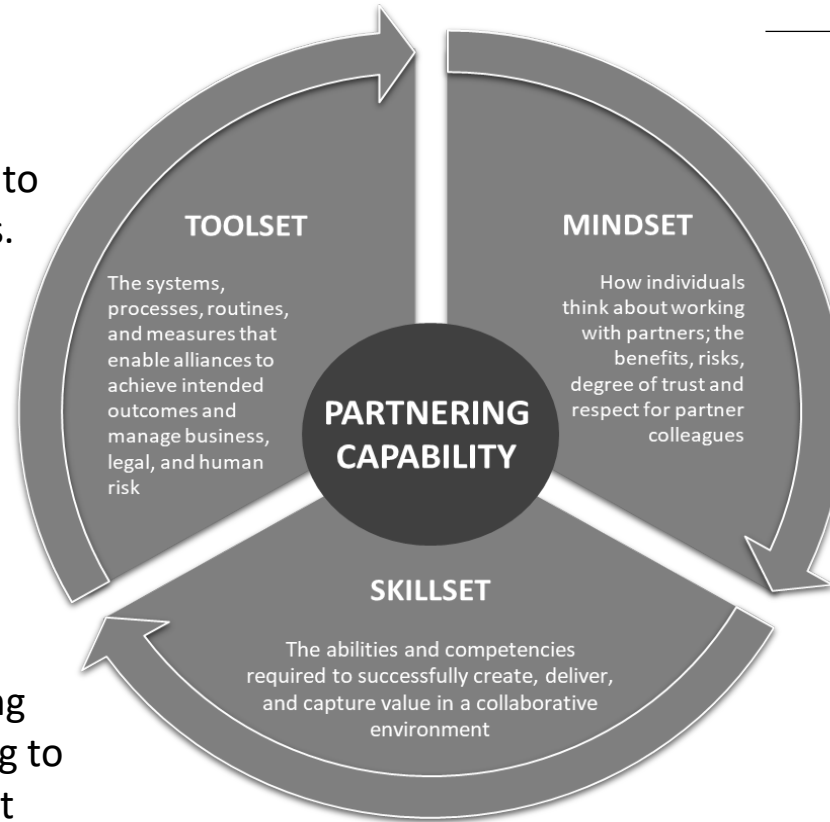 to
s.
TOOLSET
The systems,
processes, routines,
and measures that
enable alliances to
achieve intended
outcomes and
manage business,
legal, and human
risk
MINDSET
How individuals
think about working
with partners; the
benefits, risks,
degree of trust and
respect for partner
colleagues
PARTNERING
CAPABILITY
SKILLSET
The abilities and competencies
required to successfully create, deliver,
and capture value in a collaborative
environment
ng
g to
t